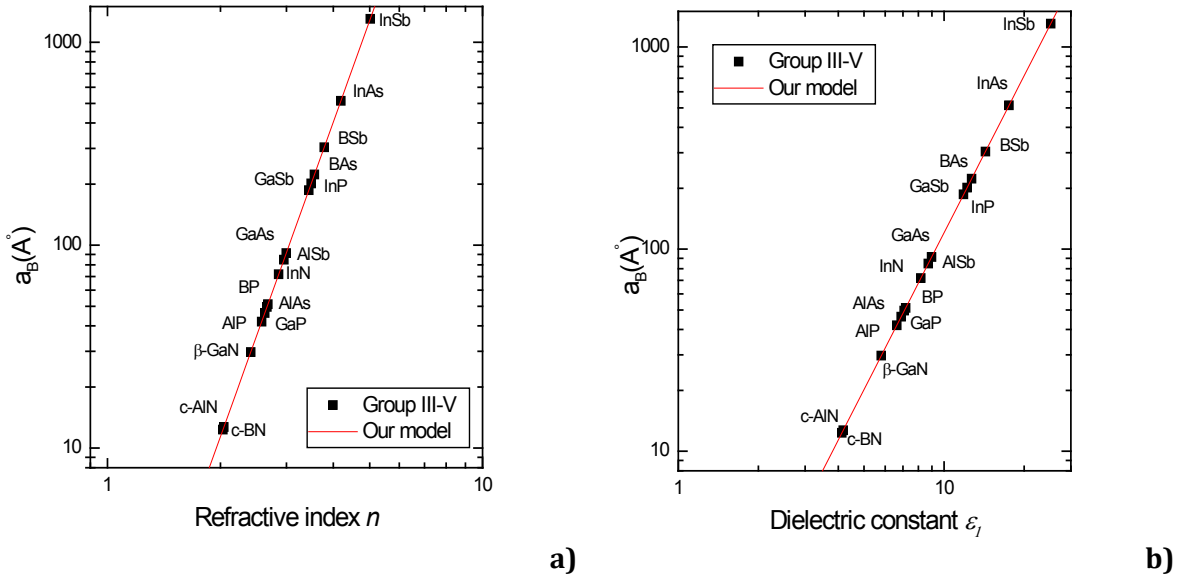 1000
100
10
a_B(A°)
InSb
InAs
BSb
BAs
GaSb
InP
GaAs
AlSb
InN
BP
AlAs
AlP
GaP
β-GaN
c-AlN
c-BN
Group III-V
Our model
1
10
Refractive index n
a)
1000
100
10
a_B(A°)
Group III-V
Our model
InSb
InAs
BSb
BAs
GaSb
InP
GaAs
AlSb
InN
BP
AlAs
GaP
AlP
β-GaN
c-AlN
c-BN
1
10
Dielectric constant ε_1
b)